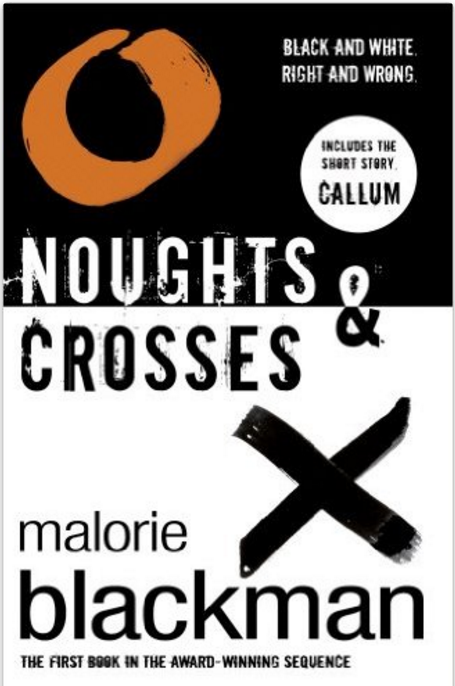 BLACK AND WHITE.
RIGHT AND WRONG.
INCLUDES THE
SHORT STORY,
CALLUM
NOUGHTS
&
CROSSES
malorie
blackman
THE FIRST BOOK IN THE AWARD-WINNING SEQUENCE